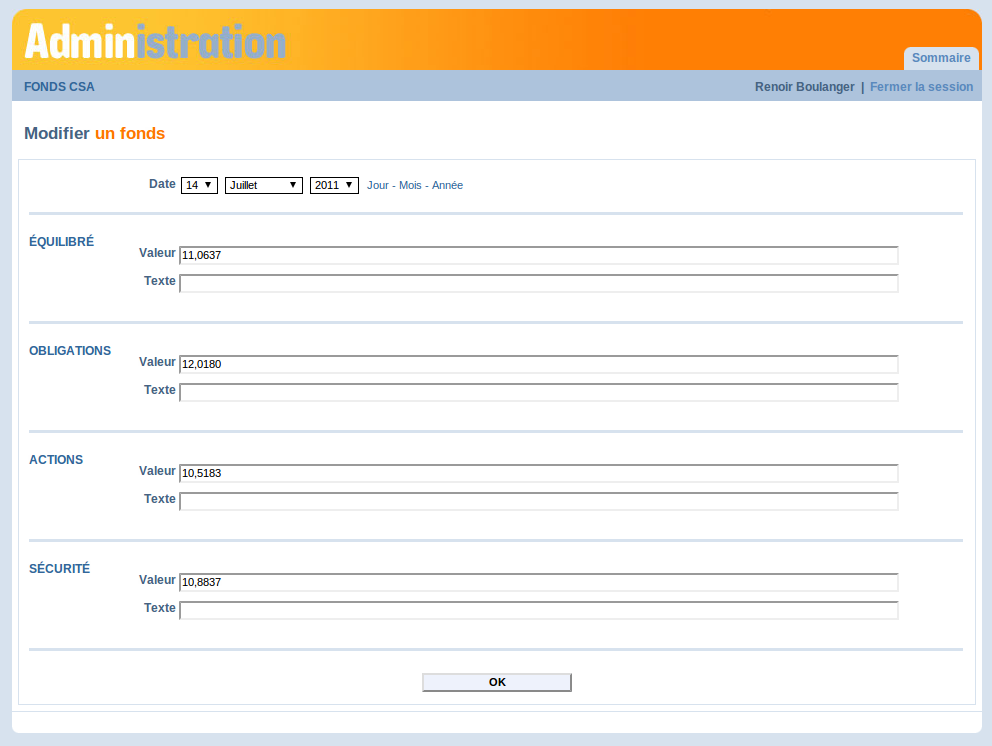 Administration
Sommaire
FONDS CSA
Renoir Boulanger | Fermer la session
Modifier un fonds
Date 14 Juillet 2011 Jour - Mois - Année
ÉQUILIBRÉ
Valeur 11,0637
Texte
OBLIGATIONS
Valeur 12,0180
Texte
ACTIONS
Valeur 10,5183
Texte
SÉCURITÉ
Valeur 10,8837
Texte
OK